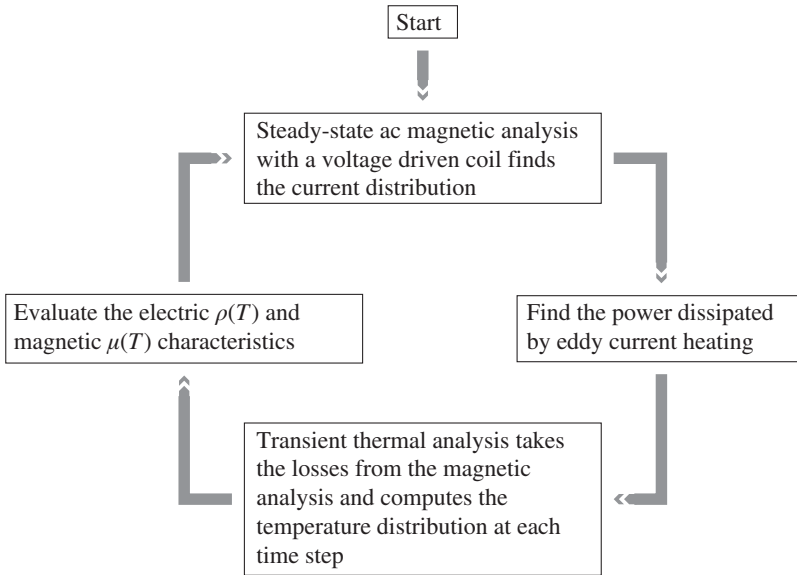 Start
Steady-state ac magnetic analysis
with a voltage driven coil finds
the current distribution
Evaluate the electric ρ(T) and
magnetic μ(T) characteristics
Find the power dissipated
by eddy current heating
Transient thermal analysis takes
the losses from the magnetic
analysis and computes the
temperature distribution at each
time step